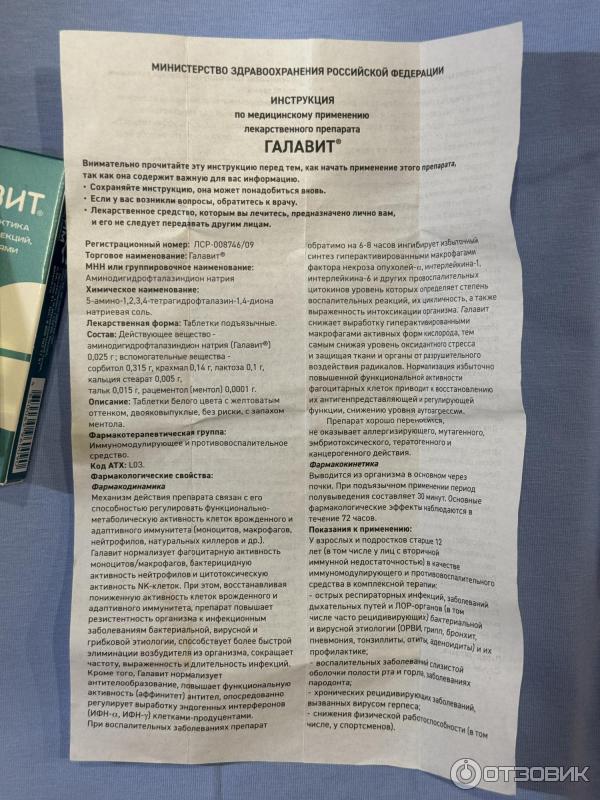 МИНИСТЕРСТВО ЗДРАВООХРАНЕНИЯ РОССИЙСКОЙ ФЕДЕРАЦИИ
ИНСТРУКЦИЯ
по медицинскому применению
лекарственного препарата
ГАЛАВИТ®
Внимательно прочитайте эту инструкцию перед тем, как начать применение этого препарата,
так как она содержит важную для вас информацию.
• Сохраняйте инструкцию, она может понадобиться вновь.
• Если у вас возникли вопросы, обратитесь к врачу.
• Лекарственное средство, которым вы лечитесь, предназначено лично вам,
и его не следует передавать другим лицам.
Регистрационный номер: ЛСР-008746/09
Торговое наименование: Галавит®
МНН или группировочное наименование:
Аминодигидрофталазиндион натрия
Химическое наименование:
5-амино-1,2,3,4-тетрагидрофталазин-1,4-диона
натриевая соль.
Лекарственная форма: Таблетки подъязычные.
Состав: Действующее вещество -
аминодигидрофталазиндион натрия (Галавит®)
0,025 г ; вспомогательные вещества -
сорбитол 0,315 г, крахмал 0,14 г, лактоза 0,1 г,
кальция стеарат 0,005 г,
тальк 0,015 г, рацементол (ментол) 0,0001 г.
Описание: Таблетки белого цвета с желтоватым
оттенком, двояковыпуклые, без риски, с запахом
ментола.
Фармакотерапевтическая группа:
Иммуномодулирующее и противовоспалительное
средство.
Код АТХ: L03.
Фармакологические свойства:
Фармакодинамика
Механизм действия препарата связан с его
способностью регулировать функционально-
метаболическую активность клеток врожденного и
адаптивного иммунитета (моноцитов, макрофагов,
нейтрофилов, натуральных киллеров и др.).
Галавит нормализует фагоцитарную активность
моноцитов/макрофагов, бактерицидную
активность нейтрофилов и цитотоксическую
активность NK-клеток. При этом, восстанавливая
пониженную активность клеток врожденного и
адаптивного иммунитета, препарат повышает
резистентность организма к инфекционным
заболеваниям бактериальной, вирусной и
грибковой этиологии, способствует более быстрой
элиминации возбудителя из организма, сокращает
частоту, выраженность и длительность инфекций.
Кроме того, Галавит нормализует
антителообразование, повышает функциональную
активность (аффинитет) антител, опосредованно
регулирует выработку эндогенных интерферонов
(ИФН-α, ИФН-γ) клетками-продуцентами.
При воспалительных заболеваниях препарат
обратимо на 6-8 часов ингибирует избыточный
синтез гиперактивированными макрофагами
фактора некроза опухолей-α, интерлейкина-1,
интерлейкина-6 и других провоспалительных
цитокинов уровень которых определяет степень
воспалительных реакций, их цикличность, а также
выраженность интоксикации организма. Галавит
снижает выработку гиперактивированными
макрофагами активных форм кислорода, тем
самым снижая уровень оксидантного стресса
и защищая ткани и органы от разрушительного
воздействия радикалов. Нормализация избыточно
повышенной функциональной активности
фагоцитарных клеток приводит к восстановлению
их антигенпредставляющей и регулирующей
функции, снижению уровня аутоагрессии.
Препарат хорошо переносится,
не оказывает аллергизирующего, мутагенного,
эмбриотоксического, тератогенного и
канцерогенного действия.
Фармакокинетика
Выводится из организма в основном через
почки. При подъязычном применении период
полувыведения составляет 30 минут. Основные
фармакологические эффекты наблюдаются в
течение 72 часов.
Показания к применению:
У взрослых и подростков старше 12
лет (в том числе у лиц с вторичной
иммунной недостаточностью) в качестве
иммуномодулирующего и противовоспалительного
средства в комплексной терапии:
- острых респираторных инфекций, заболеваний
дыхательных путей и ЛОР-органов (в том
числе часто рецидивирующих) бактериальной
и вирусной этиологии (ОРВИ, грипп, бронхит,
пневмония, тонзиллиты, отиты, аденоидиты) и их
профилактике;
- воспалительных заболеваний слизистой
оболочки полости рта и горла, заболеваниях
пародонта;
- хронических рецидивирующих заболеваний,
вызванных вирусом герпеса;
- снижения физической работоспособности (в том
числе, у спортсменов).
ВИТ®
ОТЗОВИК